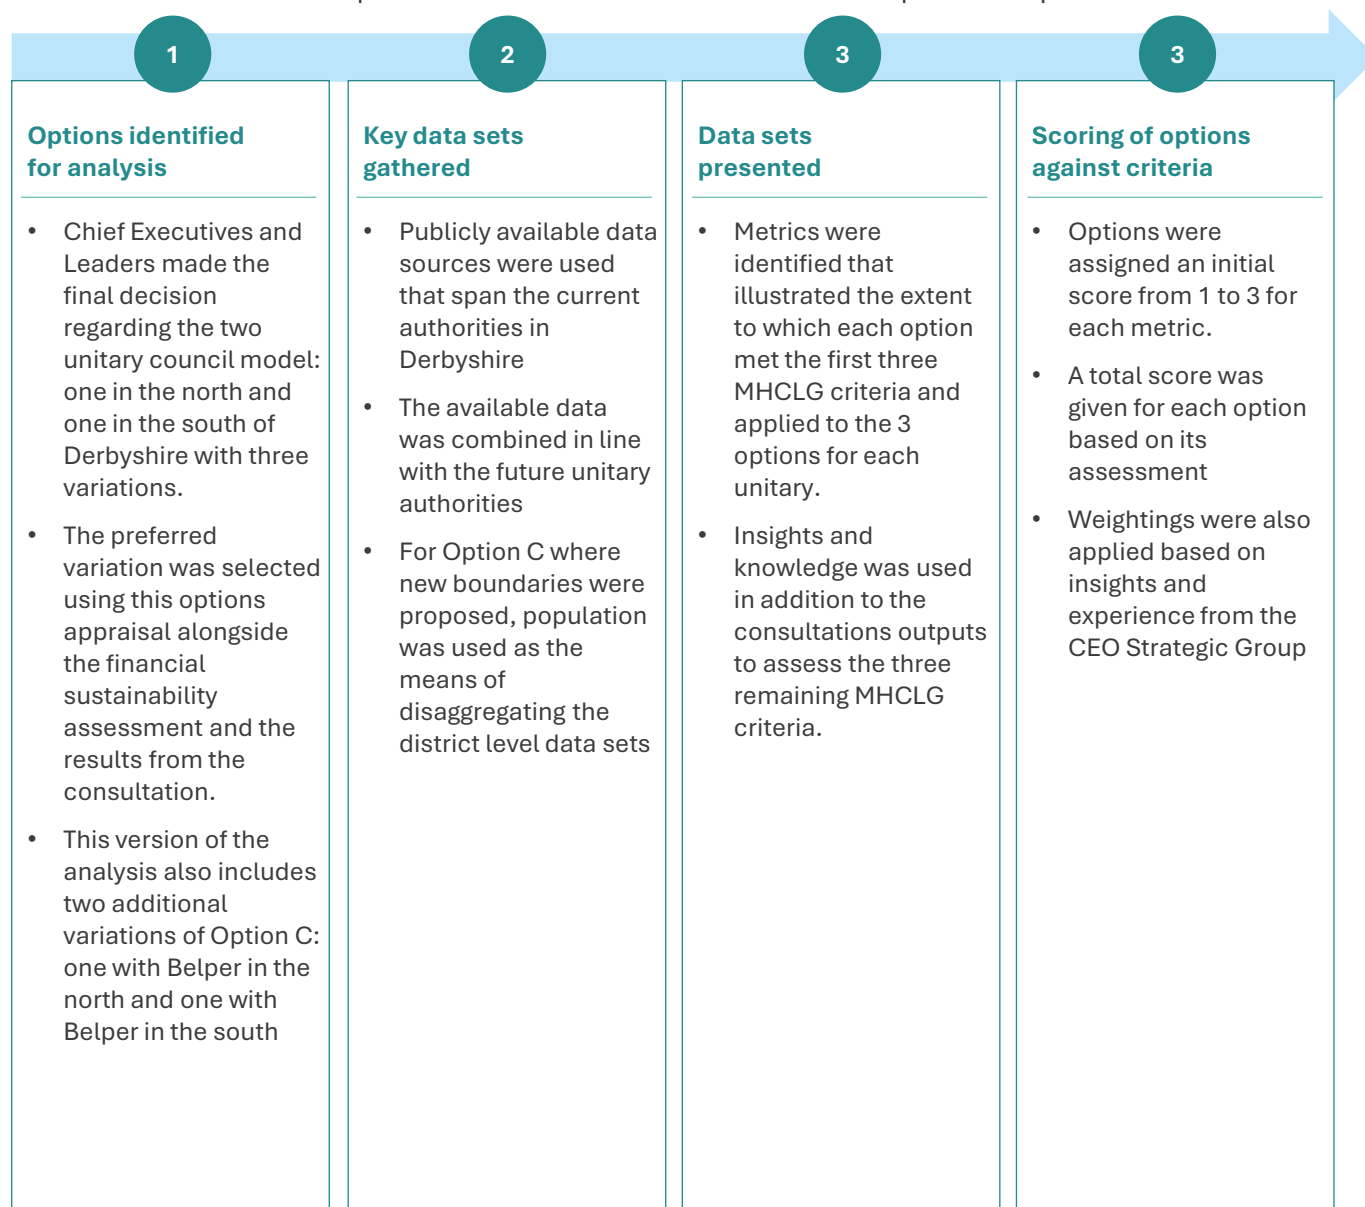 1
Options identified
for analysis
• Chief Executives and
Leaders made the
final decision
regarding the two
unitary council model:
one in the north and
one in the south of
Derbyshire with three
variations.
• The preferred
variation was selected
using this options
appraisal alongside
the financial
sustainability
assessment and the
results from the
consultation.
• This version of the
analysis also includes
two additional
variations of Option C:
one with Belper in the
north and one with
Belper in the south
2
Key data sets
gathered
• Publicly available data
sources were used
that span the current
authorities in
Derbyshire
• The available data
was combined in line
with the future unitary
authorities
• For Option C where
new boundaries were
proposed, population
was used as the
means of
disaggregating the
district level data sets
3
Data sets
presented
• Metrics were
identified that
illustrated the extent
to which each option
met the first three
MHCLG criteria and
applied to the 3
options for each
unitary.
• Insights and
knowledge was used
in addition to the
consultations outputs
to assess the three
remaining MHCLG
criteria.
3
Scoring of options
against criteria
• Options were
assigned an initial
score from 1 to 3 for
each metric.
• A total score was
given for each option
based on its
assessment
• Weightings were also
applied based on
insights and
experience from the
CEO Strategic Group